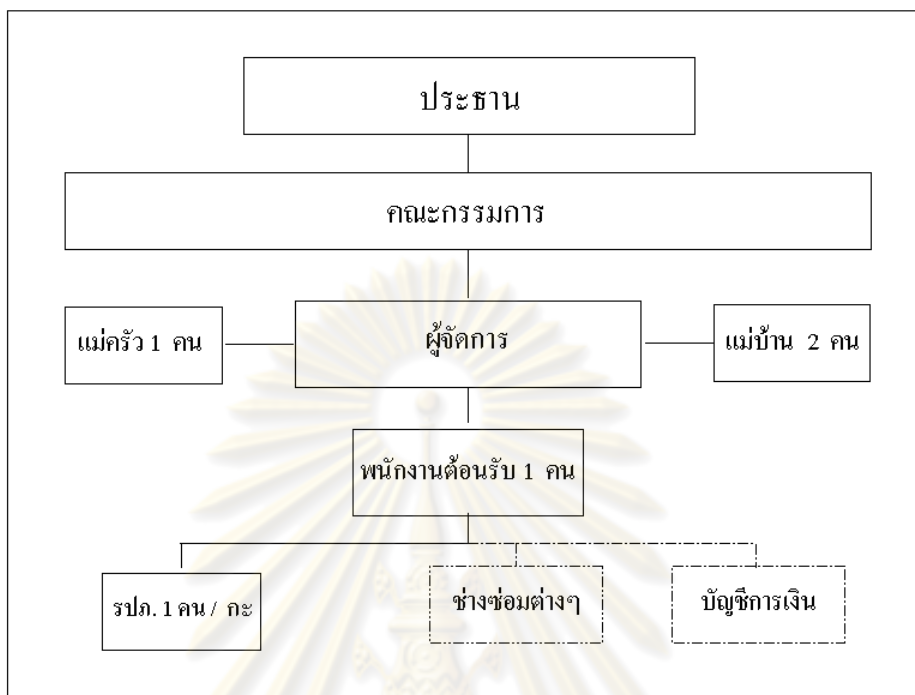 ประธาน
คณะกรรมการ
แม่ครัว 1 คน
ผู้จัดการ
แม่บ้าน 2 คน
พนักงานต้อนรับ 1 คน
รปภ. 1 คน / กะ
ช่างซ่อมต่างๆ
บัญชีการเงิน